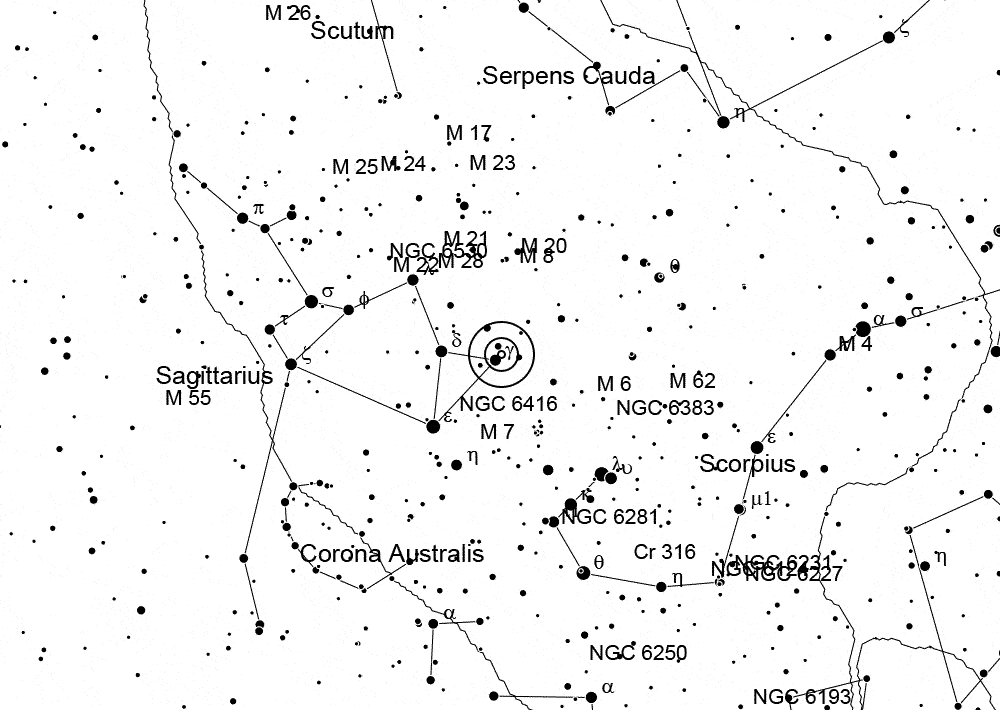 M 26
Scutum
ζ
Serpens Cauda
η
M 17
M 25
M 24
M 23
π
M 21
M 20
NGC 6530
M 8
M 22
λ
M 28
θ
σ
φ
τ
α
σ
δ
γ
M 4
ζ
Sagittarius
M 55
M 6
M 62
NGC 6416
NGC 6383
ε
M 7
ε
η
Scorpius
λ
υ
κ
μ1
NGC 6281
Corona Australis
Cr 316
θ
η
NGC 6231
NGC 6124
NGC 6227
η
α
NGC 6250
α
NGC 6193